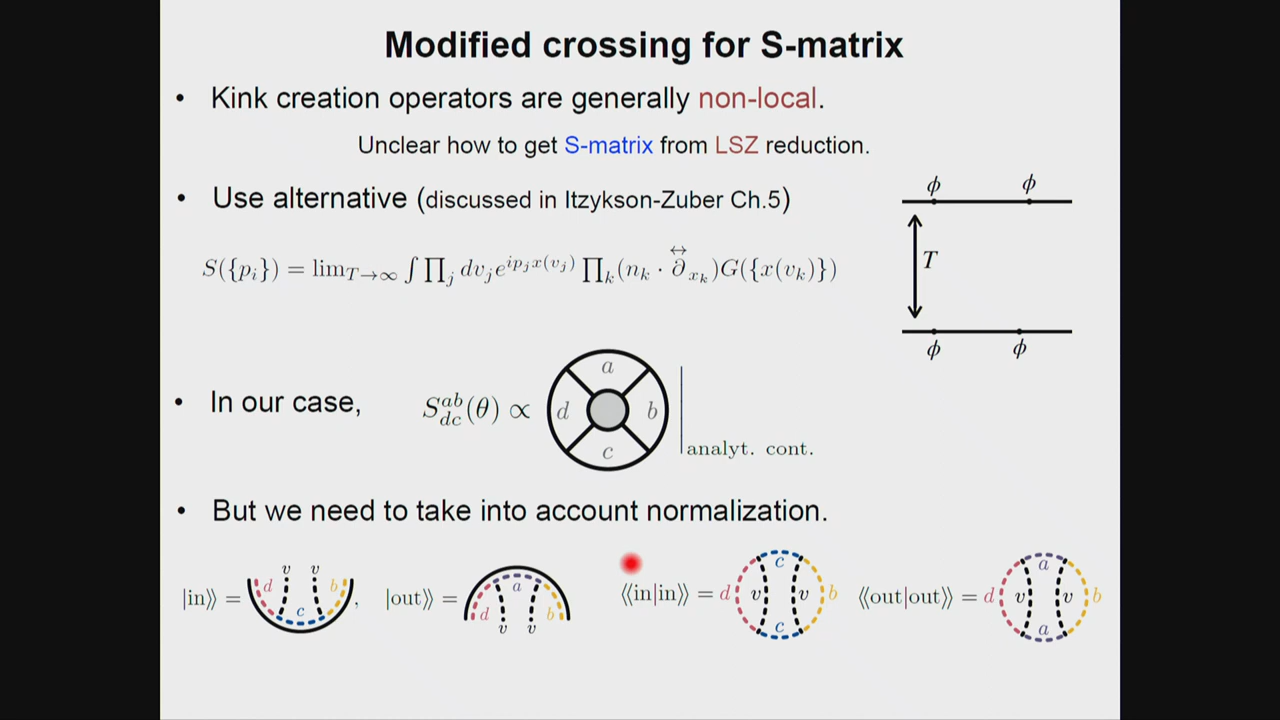 Modified crossing for S-matrix
• Kink creation operators are generally non-local.
Unclear how to get S-matrix from LSZ reduction.
• Use alternative (discussed in Itzykson-Zuber Ch.5)
ϕ ϕ
S({p_i}) = lim_{T→∞} ∫ ∏_j dv_j e^{ip_j x(v_j)} ∏_k (n_k · ∂↔_{x_k}) G({x(v_k)})
T
ϕ ϕ
• In our case,
S^{ab}_{dc}(θ) ∝
a
d b
c
analyt. cont.
• But we need to take into account normalization.
|in⟩⟩ = d v v c b , |out⟩⟩ = d a b v v ⟨⟨in|in⟩⟩ = d c v v c b ⟨⟨out|out⟩⟩ = d a v v a b